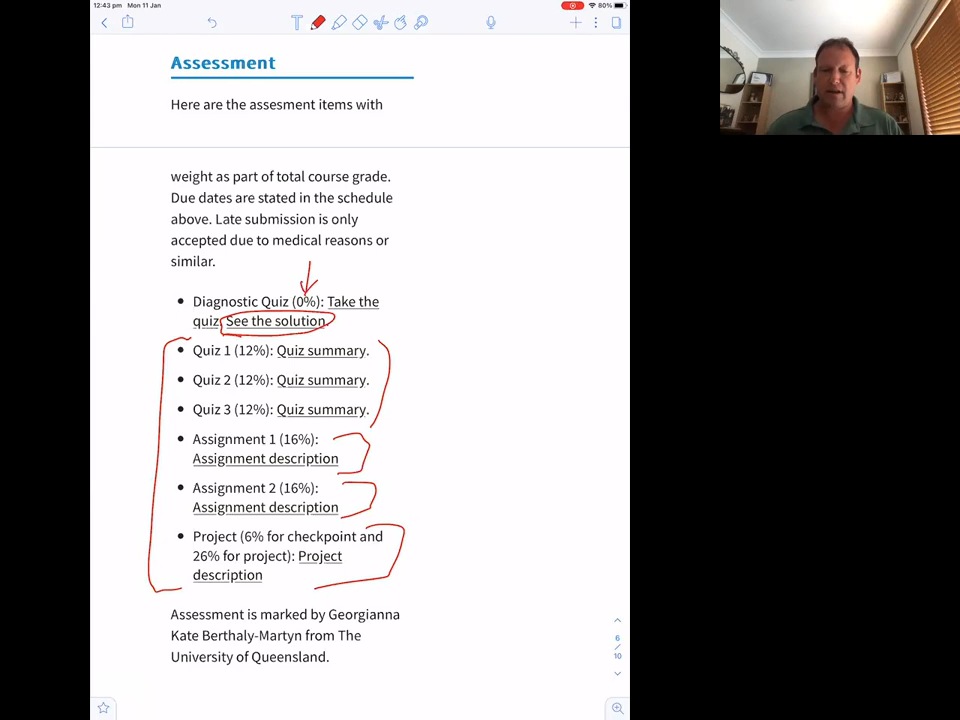 12:43 pm Mon 11 Jan
80%
Assessment
Here are the assesment items with
weight as part of total course grade.
Due dates are stated in the schedule
above. Late submission is only
accepted due to medical reasons or
similar.
Diagnostic Quiz (0%): Take the
quiz. See the solution.
Quiz 1 (12%): Quiz summary.
Quiz 2 (12%): Quiz summary.
Quiz 3 (12%): Quiz summary.
Assignment 1 (16%):
Assignment description
Assignment 2 (16%):
Assignment description
Project (6% for checkpoint and
26% for project): Project
description
Assessment is marked by Georgianna
Kate Berthaly-Martyn from The
University of Queensland.
6
/
10